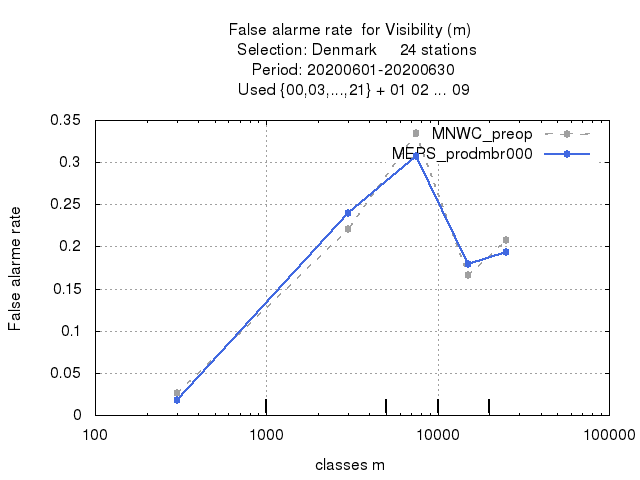 False alarme rate  for Visibility (m)
Selection: Denmark     24 stations
Period: 20200601-20200630
Used {00,03,...,21} + 01 02 ... 09
MNWC_preop
MEPS_prodmbr000
0.35
0.3
0.25
0.2
0.15
0.1
0.05
0
False alarme rate
100
1000
10000
100000
classes m